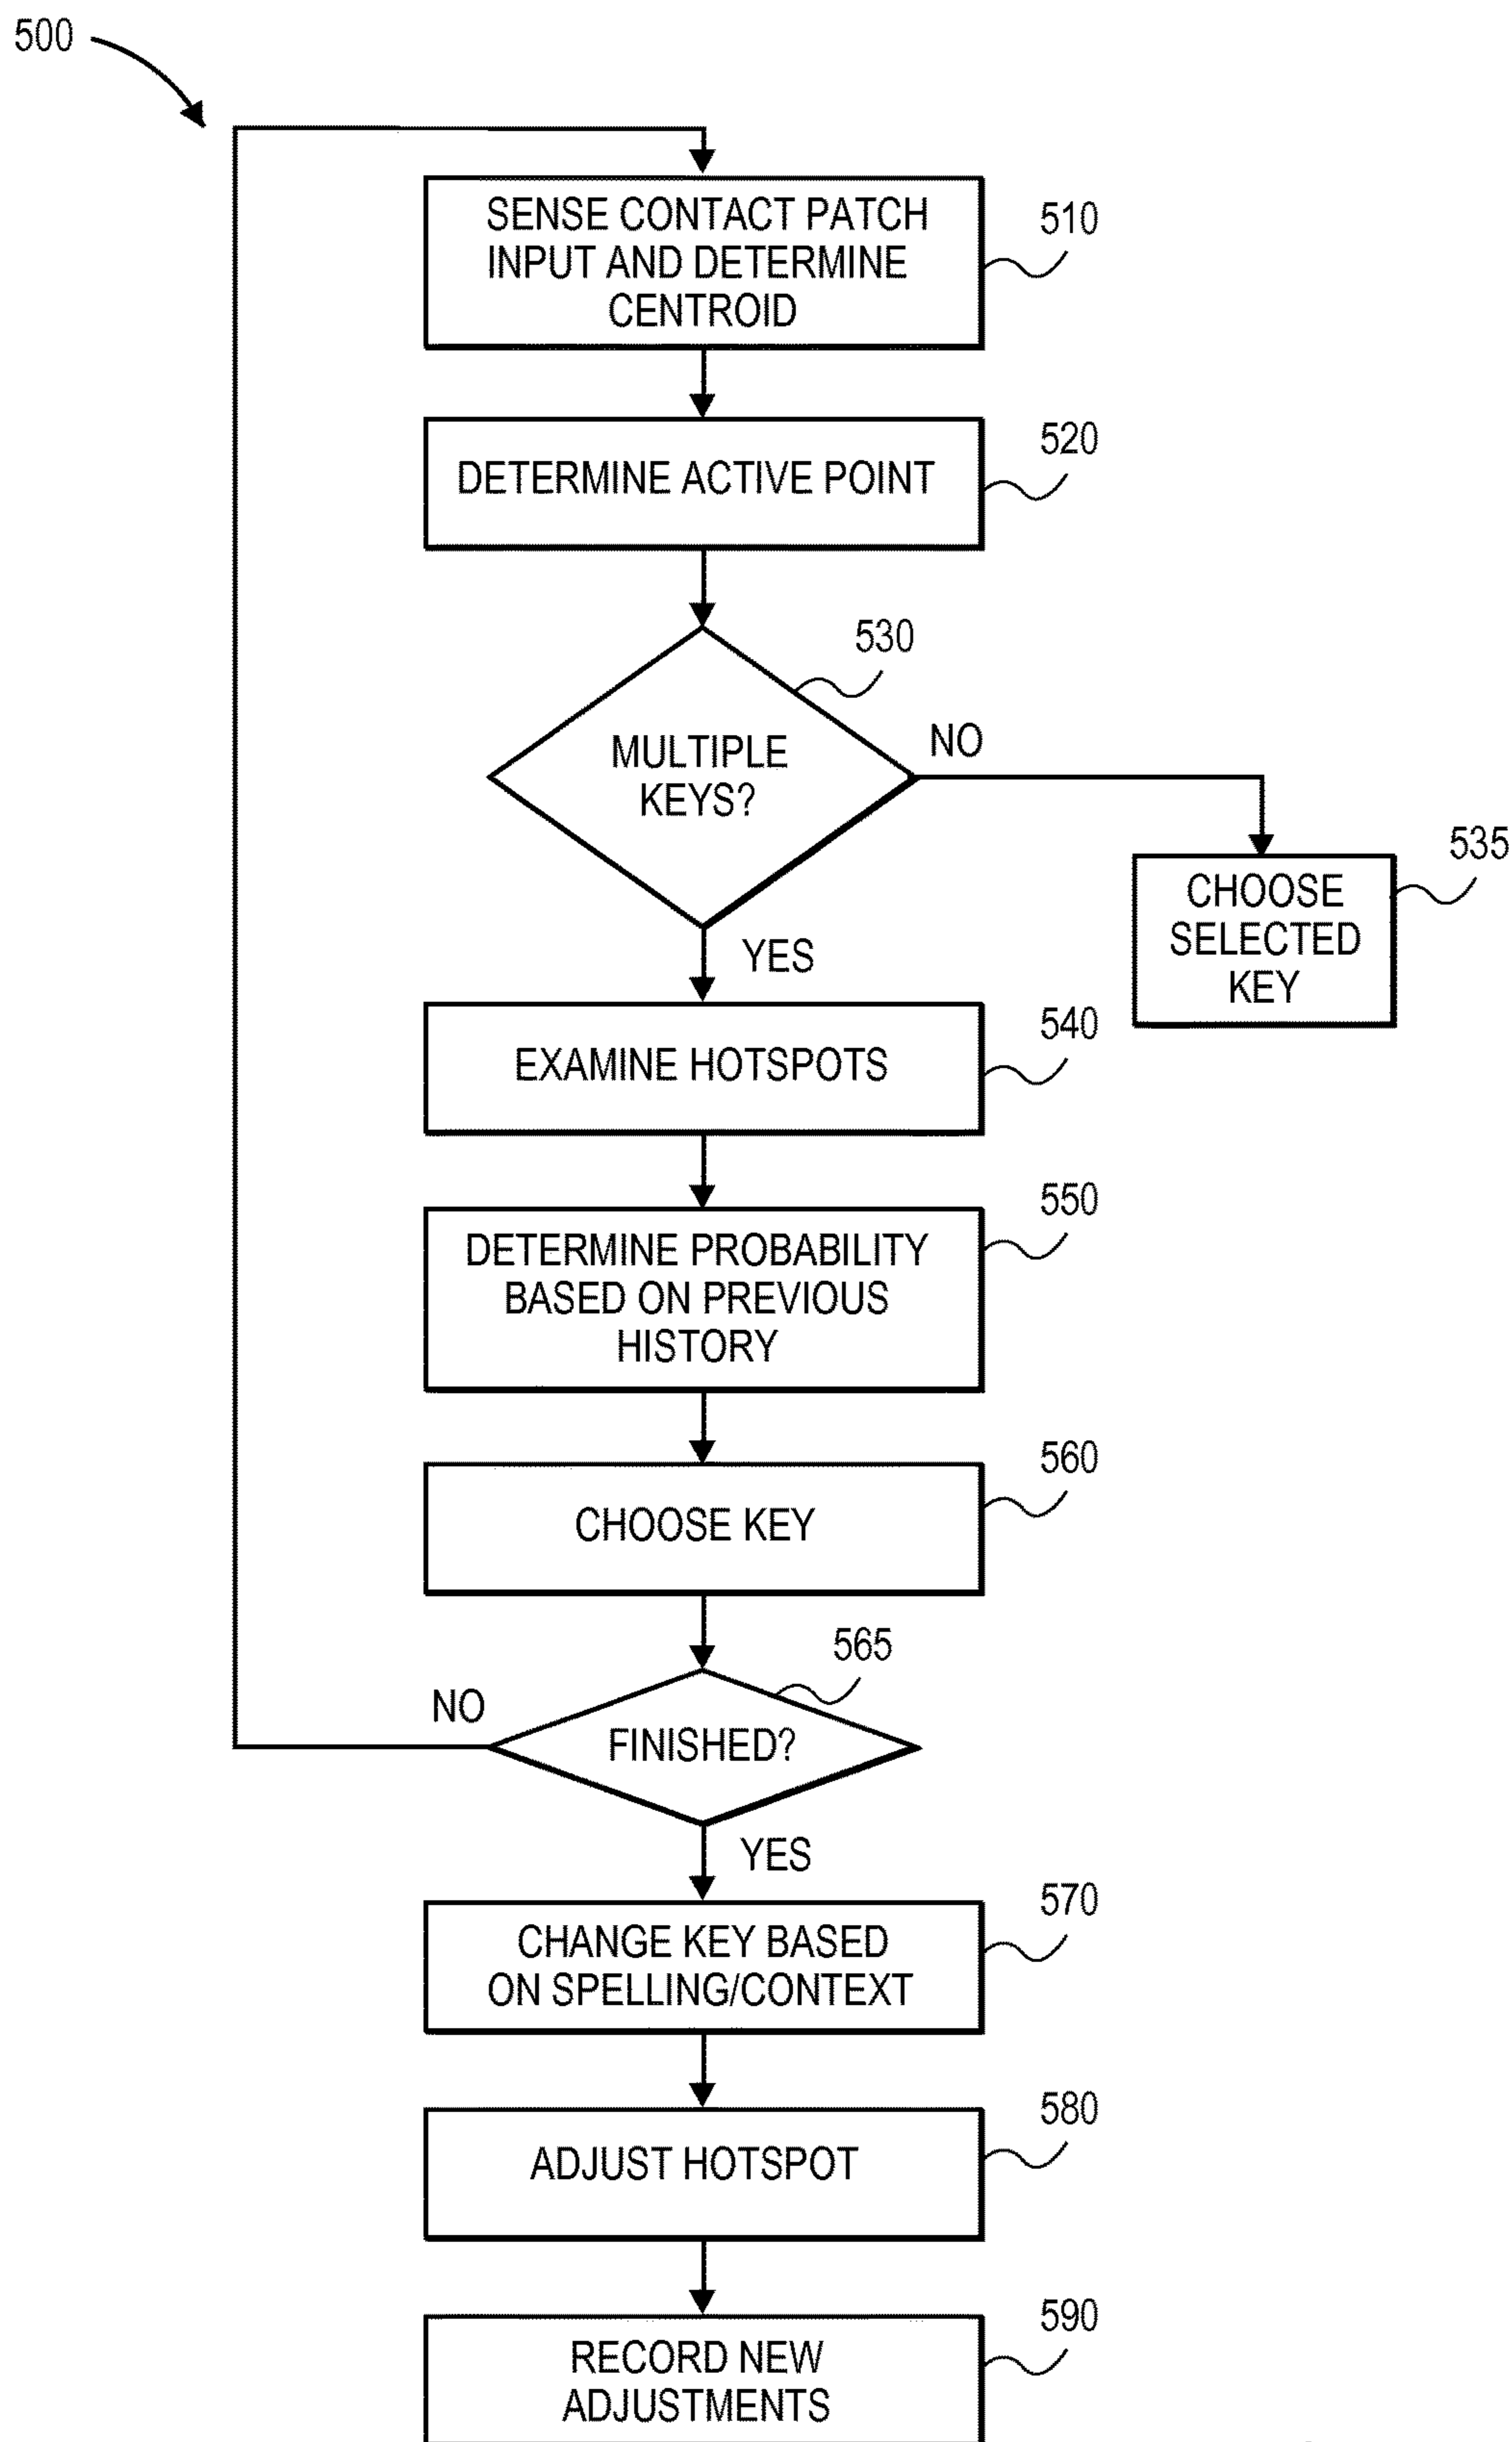 500
SENSE CONTACT PATCH
INPUT AND DETERMINE
CENTROID
510
DETERMINE ACTIVE POINT
520
530
MULTIPLE
KEYS?
NO
535
CHOOSE
SELECTED
KEY
YES
EXAMINE HOTSPOTS
540
DETERMINE PROBABILITY
BASED ON PREVIOUS
HISTORY
550
CHOOSE KEY
560
565
NO
FINISHED?
YES
CHANGE KEY BASED
ON SPELLING/CONTEXT
570
ADJUST HOTSPOT
580
RECORD NEW
ADJUSTMENTS
590